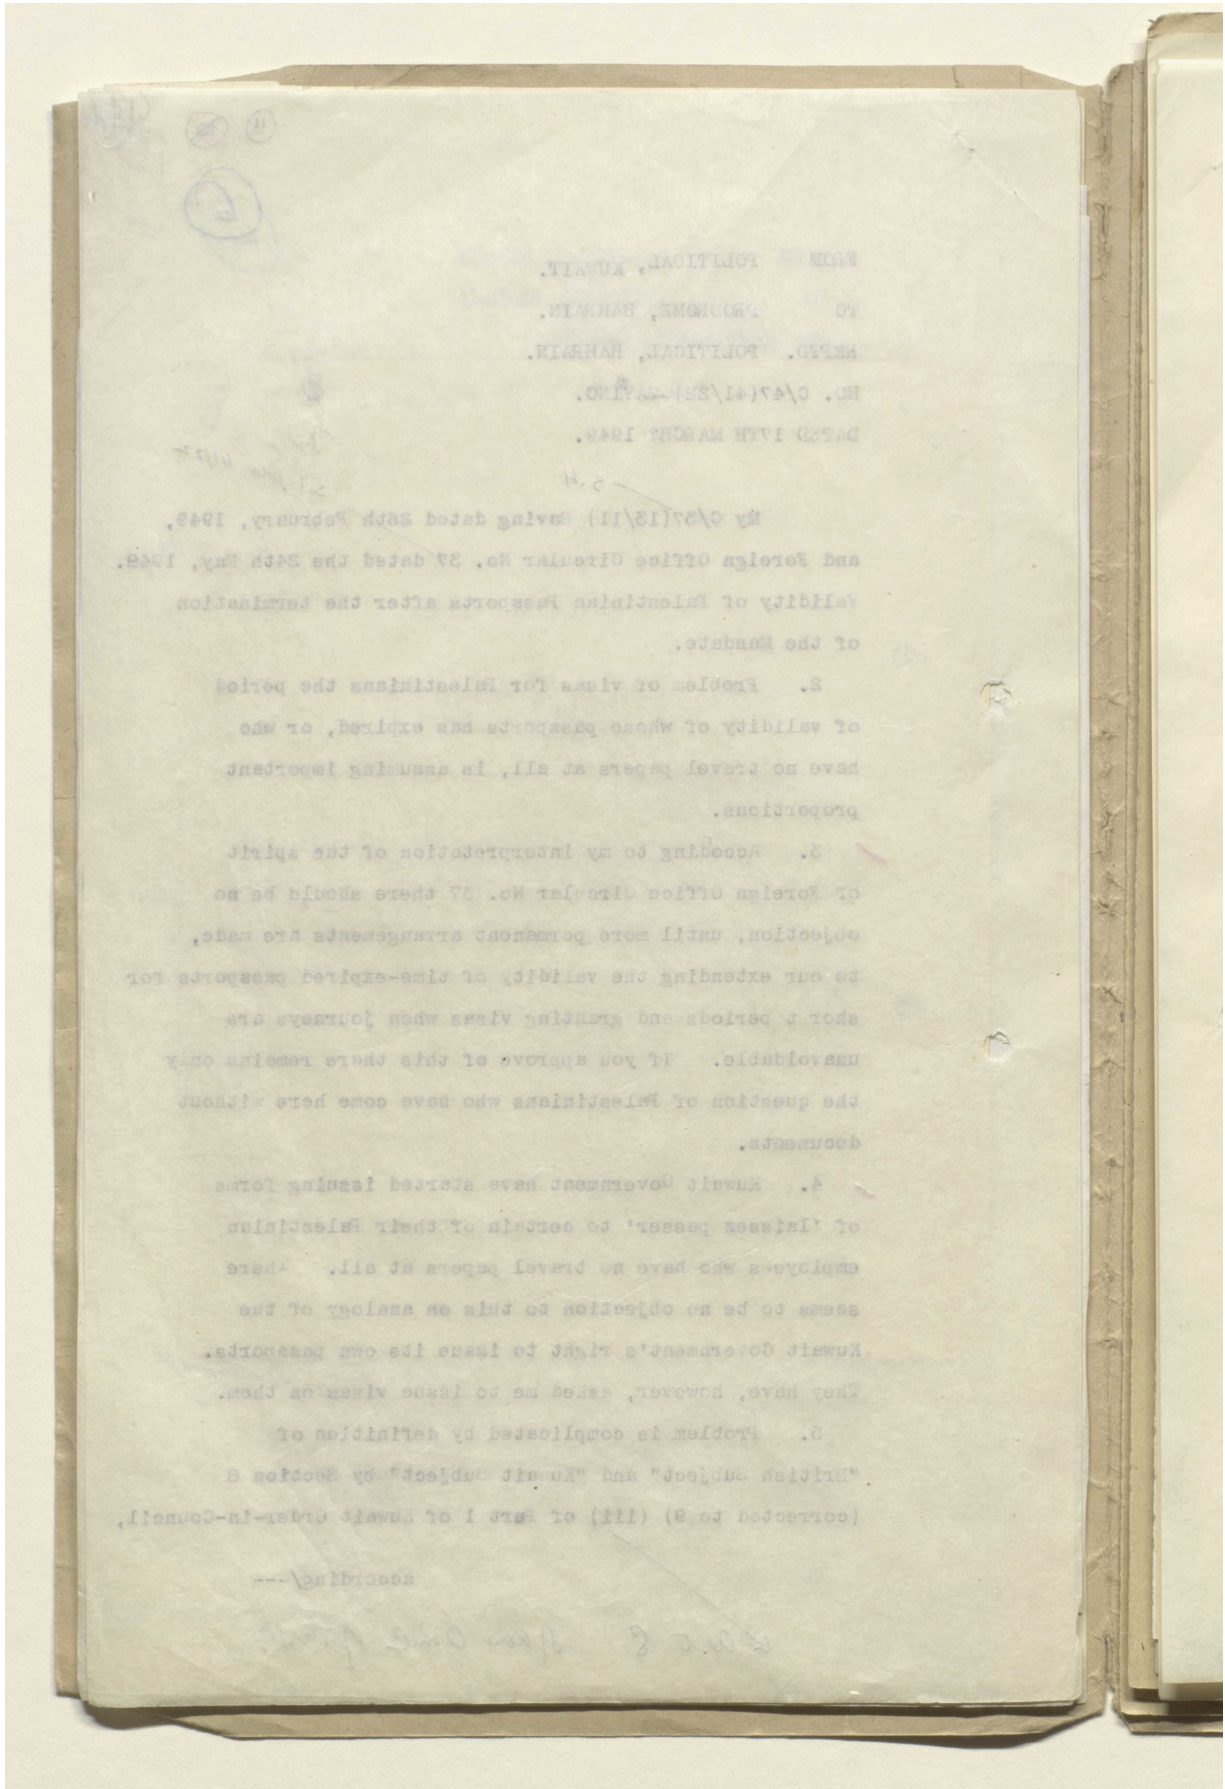 FROM POLITICAL, KUWAIT.
TO PRODROME, BAHRAIN.
REPTD. POLITICAL, BAHRAIN.
NO. C/47(41/22) SAVING.
DATED 17TH MARCH? 1949.
My C/37(13/11) Saving dated 28th February, 1949,
and Foreign Office Circular No. 37 dated the 24th May, 1949.
Validity of Palestinian Passports after the termination
of the Mandate.
2. Problem of visas for Palestinians the period
of validity of whose passports has expired, or who
have no travel papers at all, is assuming important
proportions.
3. Accoding to my interpretation of the spirit
of Foreign Office Circular No. 37 there should be no
objection, until more permanent arrangements are made,
to our extending the validity of time-expired passports for
shor t periods and granting visas when journeys are
unavoidable. If you approve of this there remains only
the question of Palestinians who have come here without
documents.
4. Kuwait Government have started issuing forms
of 'laissez passer' to certain of their Palestinian
employees who have no travel papers at all. There
seems to be no objection to this on analogy of the
Kuwait Government's right to issue its own passports.
They have, however, asked me to issue visas on them.
5. Problem is complicated by definition of
"British Subject" and "Kuwait Subject" by Section 8
(corrected to 9) (iii) of Part 1 of Kuwait Order-in-Council,
according/---